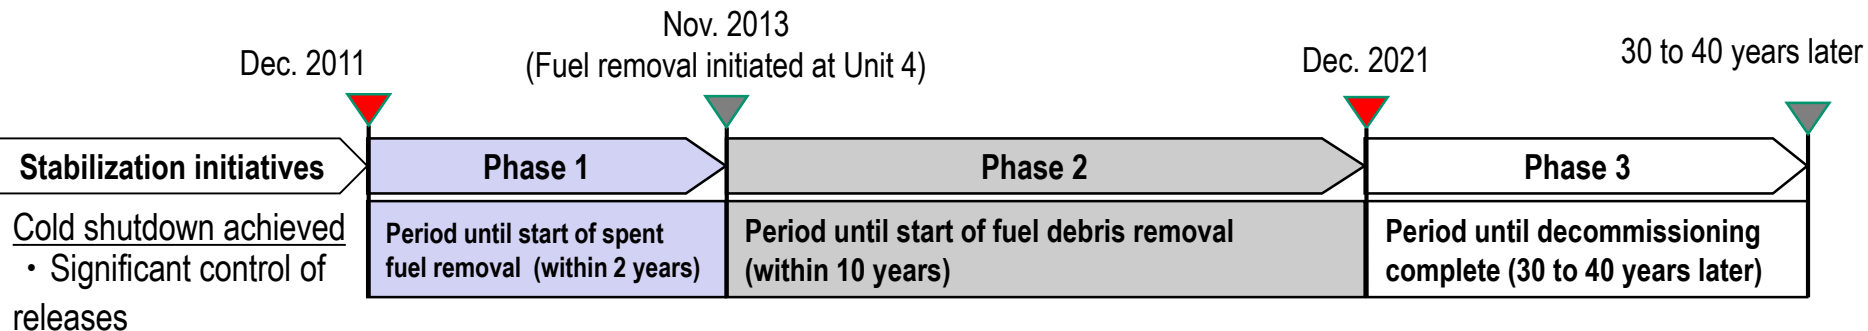 Nov. 2013
Dec. 2011
(Fuel removal initiated at Unit 4)
Dec. 2021
30 to 40 years later
Stabilization initiatives
Phase 1
Phase 2
Phase 3
Cold shutdown achieved
・Significant control of
releases
Period until start of spent
fuel removal (within 2 years)
Period until start of fuel debris removal
(within 10 years)
Period until decommissioning
complete (30 to 40 years later)